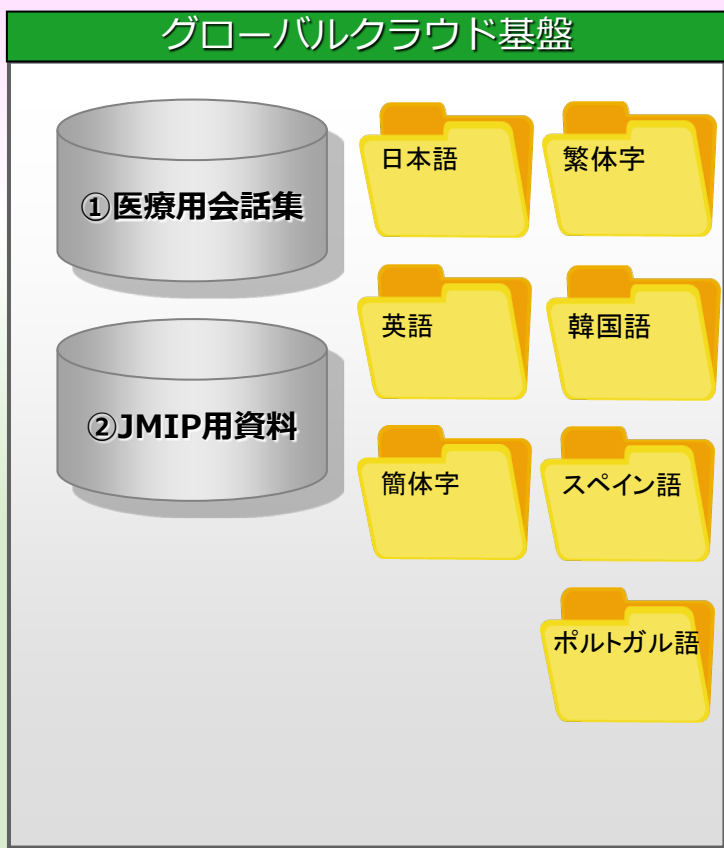 グローバルクラウド基盤
①医療用会話集
②JMIP用資料
日本語
繁体字
英語
韓国語
簡体字
スペイン語
ポルトガル語